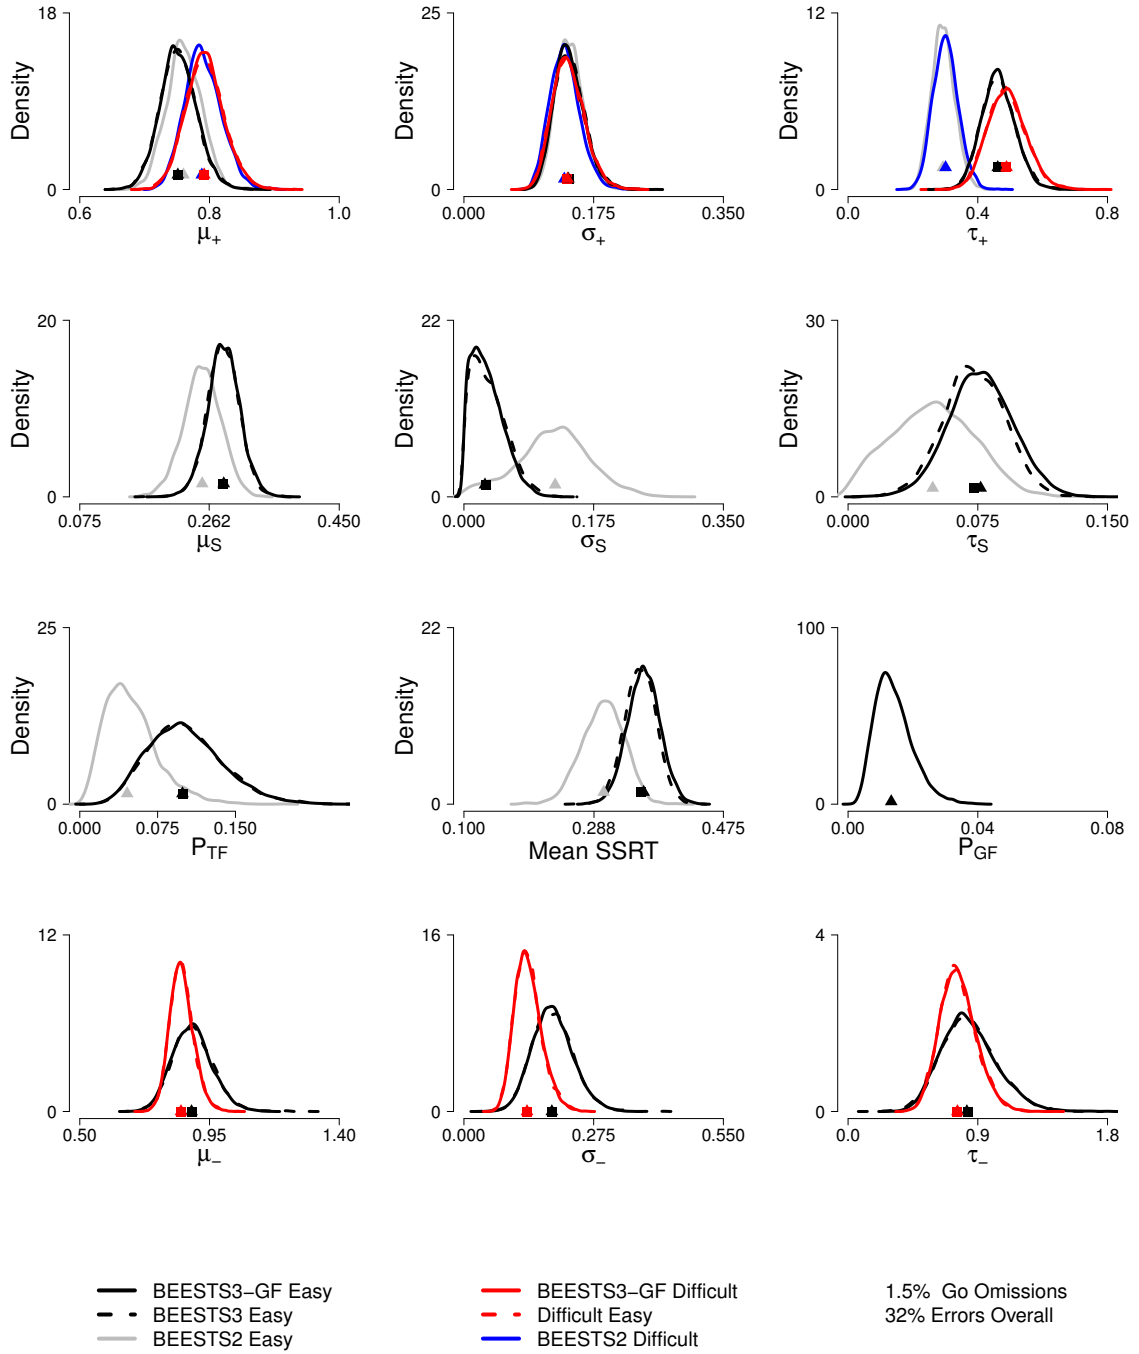 18
25
12
Density
Density
Density
0
0
0
0.6 0.8 1.0
0.000 0.175 0.350
0.0 0.4 0.8
μ+
σ+
τ+
20
22
30
Density
Density
Density
0
0
0
0.075 0.262 0.450
0.000 0.175 0.350
0.000 0.075 0.150
μS
σS
τS
25
22
100
Density
Density
0
0
0
0.000 0.075 0.150
0.100 0.288 0.475
0.00 0.04 0.08
PTF
Mean SSRT
PGF
12
16
4
0
0
0
0.50 0.95 1.40
0.000 0.275 0.550
0.0 0.9 1.8
μ−
σ−
τ−
BEESTS3−GF Easy
BEESTS3 Easy
BEESTS2 Easy
BEESTS3−GF Difficult
Difficult Easy
BEESTS2 Difficult
1.5% Go Omissions
32% Errors Overall